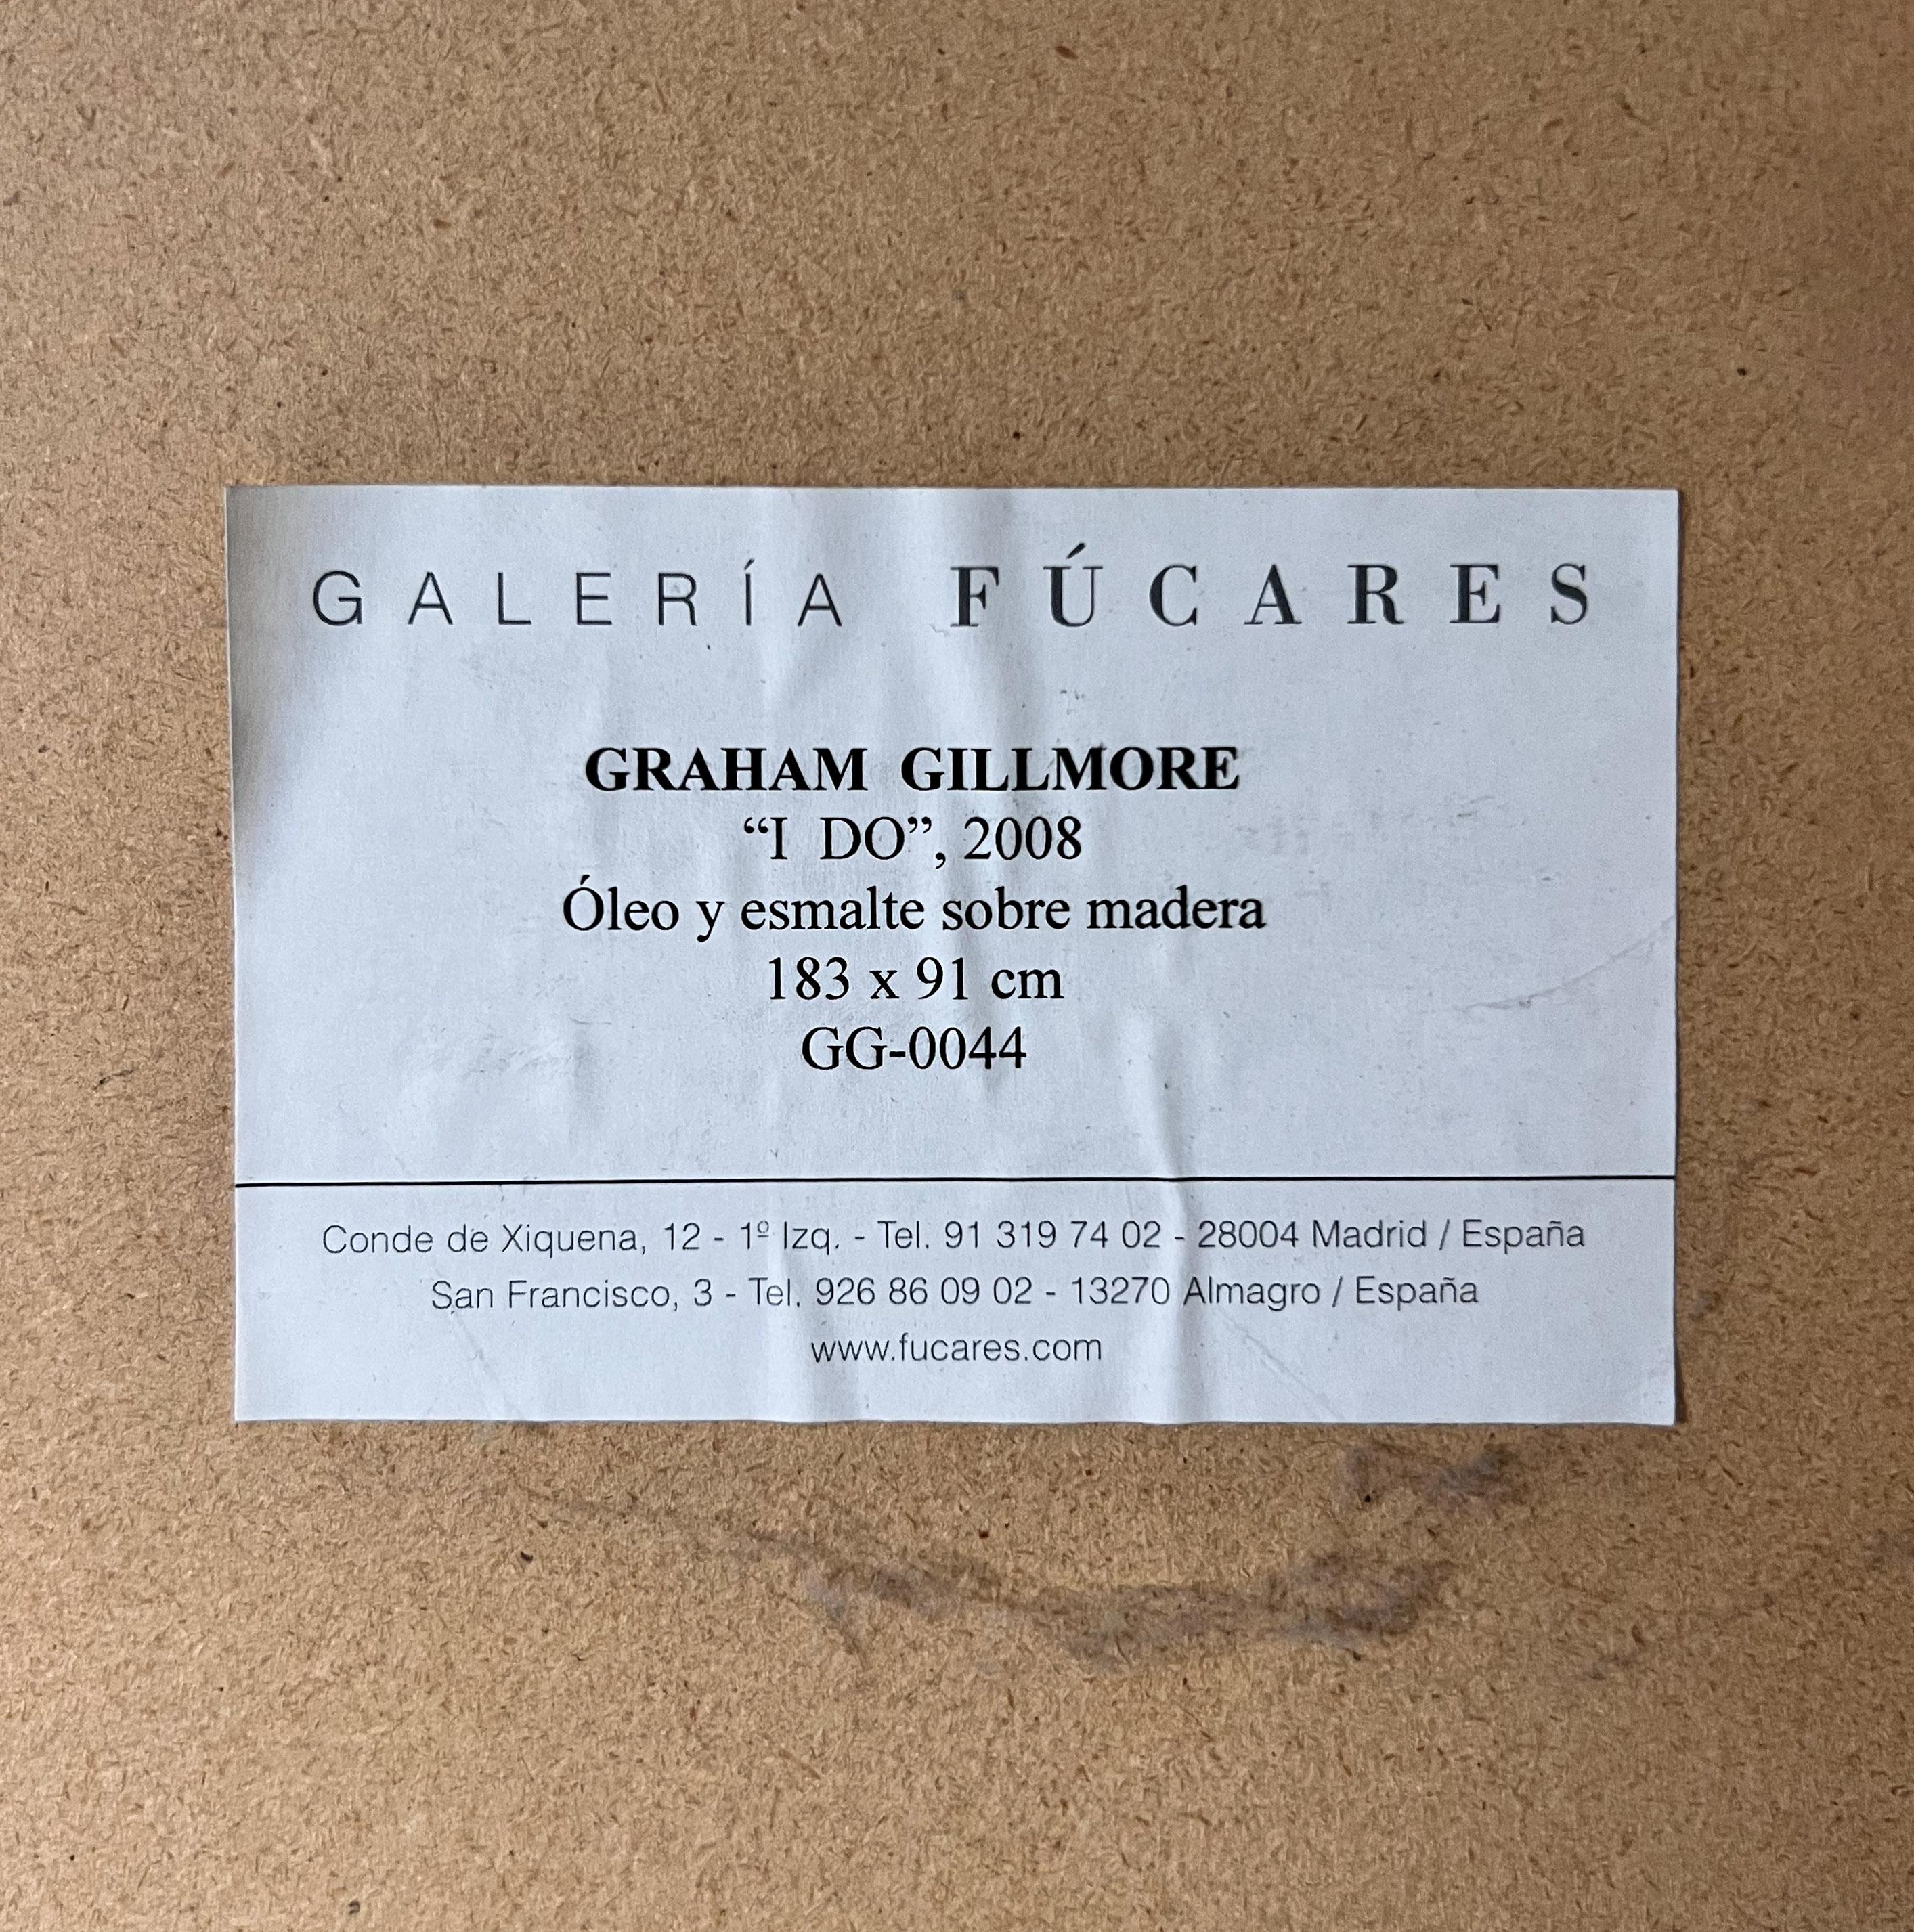 GALERÍA FÚCARES
GRAHAM GILLMORE
“I DO”, 2008
Óleo y esmalte sobre madera
183 x 91 cm
GG-0044
Conde de Xiquena, 12 - 1º Izq. - Tel. 91 319 74 02 - 28004 Madrid / España
San Francisco, 3 - Tel. 926 86 09 02 - 13270 Almagro / España
www.fucares.com